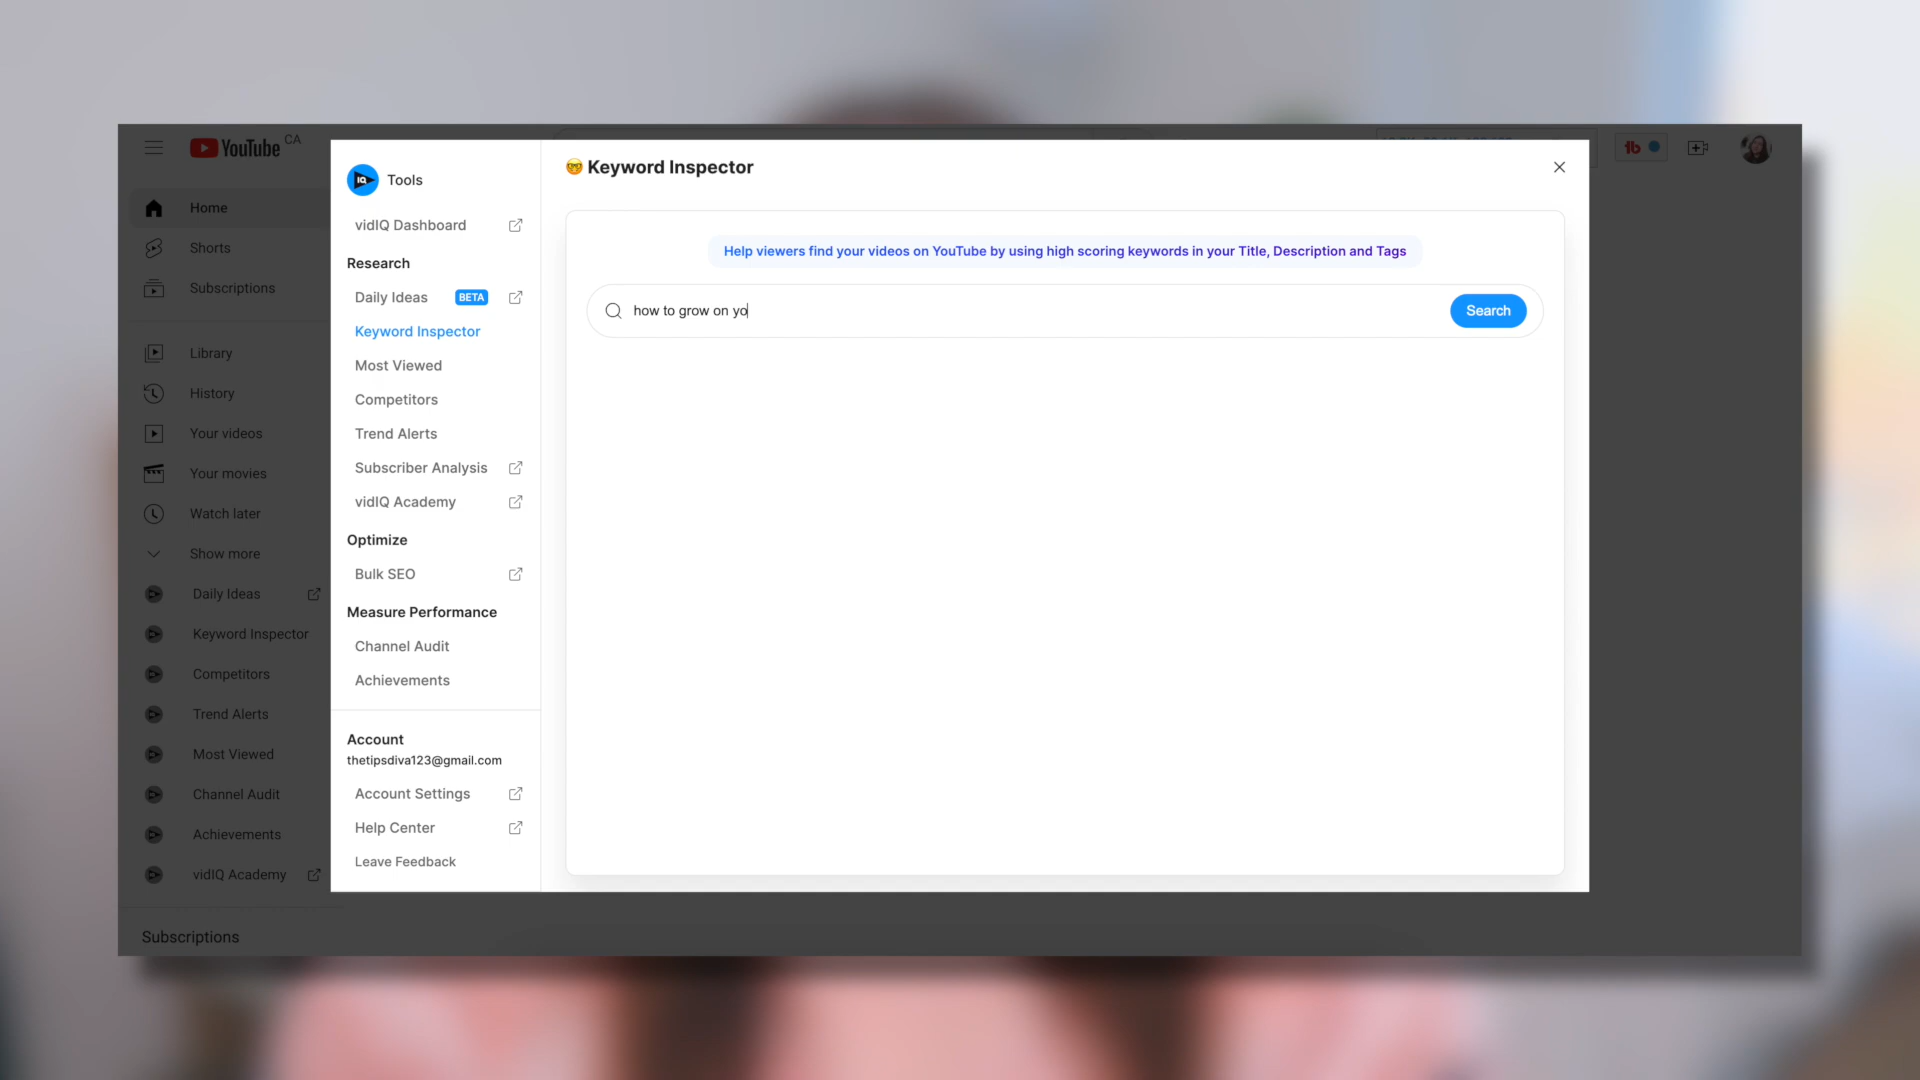 YouTube CA
Home
Shorts
Subscriptions
Library
History
Your videos
Your movies
Watch later
Show more
Daily Ideas
Keyword Inspector
Competitors
Trend Alerts
Most Viewed
Channel Audit
Achievements
vidIQ Academy
Subscriptions
IQ
Tools
vidIQ Dashboard
Research
Daily Ideas BETA
Keyword Inspector
Most Viewed
Competitors
Trend Alerts
Subscriber Analysis
vidIQ Academy
Optimize
Bulk SEO
Measure Performance
Channel Audit
Achievements
Account
thetipsdiva123@gmail.com
Account Settings
Help Center
Leave Feedback
Keyword Inspector
Help viewers find your videos on YouTube by using high scoring keywords in your Title, Description and Tags
how to grow on yo
Search
tb